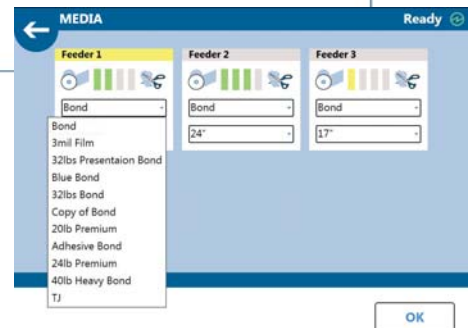 MEDIA
Ready
Feeder 1
Feeder 2
Feeder 3
Bond
Bond
Bond
24"
17"
Bond
3mil Film
32lbs Presentaion Bond
Blue Bond
32lbs Bond
Copy of Bond
20lb Premium
Adhesive Bond
24lb Premium
40lb Heavy Bond
TJ
OK